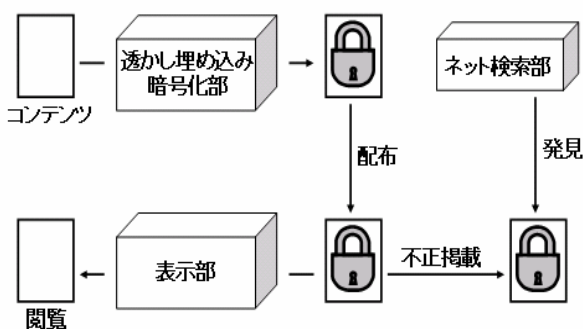 透かし埋め込み
暗号化部
ネット検索部
コンテンツ
配布
発見
表示部
不正掲載
閲覧